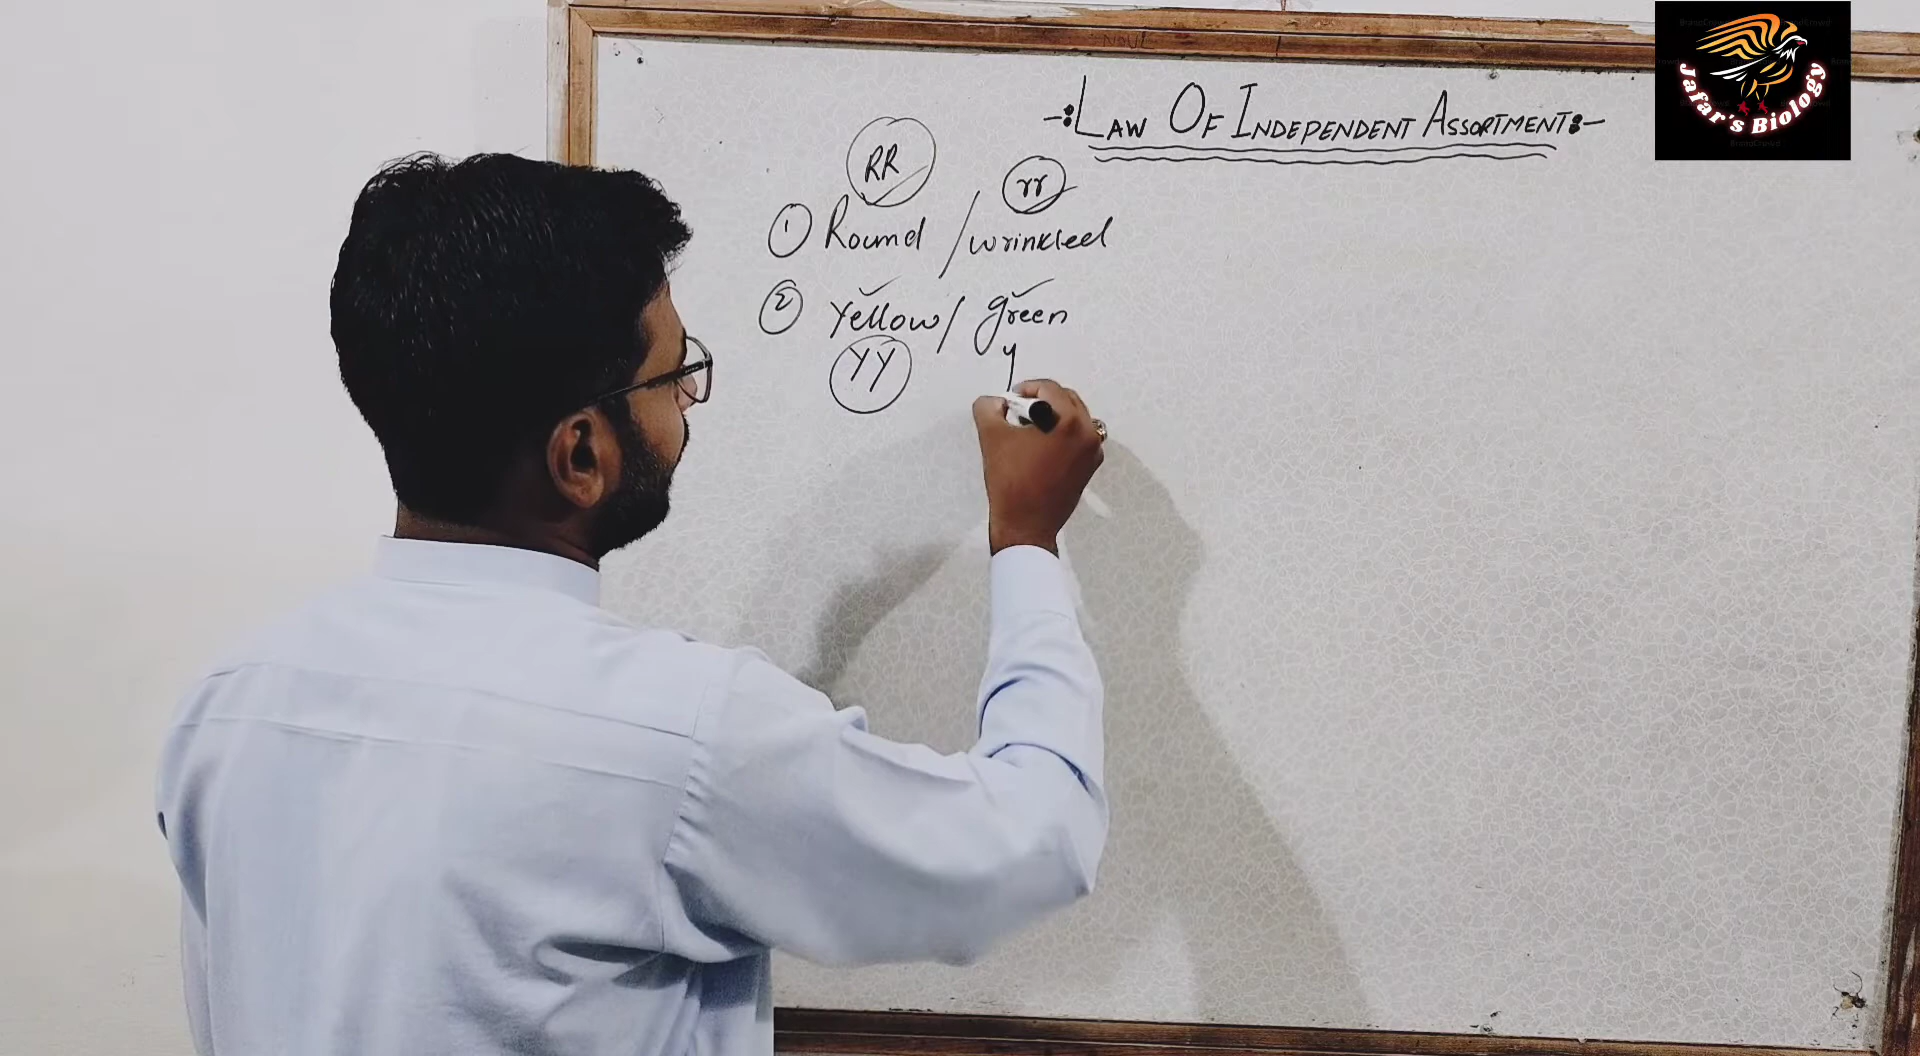 -:LAW OF INDEPENDENT ASSORTMENT:-
RR
rr
① Round / wrinkled
② Yellow / green
YY
y
Jafar's Biology